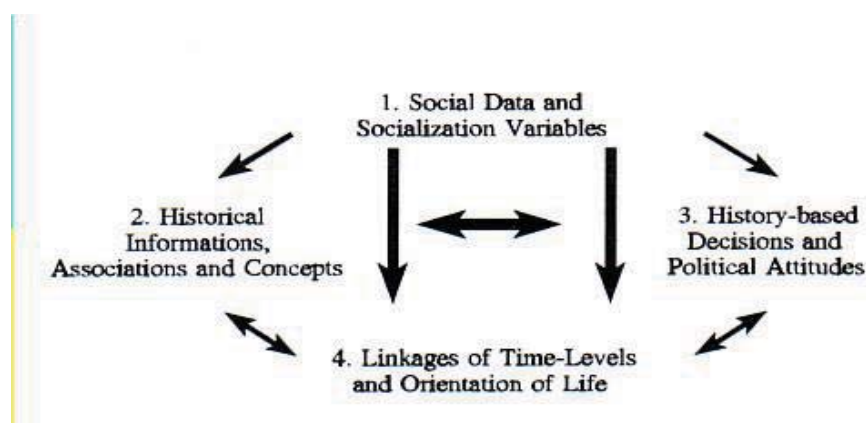 1. Social Data and
Socialization Variables
2. Historical
Informations,
Associations and Concepts
3. History-based
Decisions and
Political Attitudes
4. Linkages of Time-Levels
and Orientation of Life